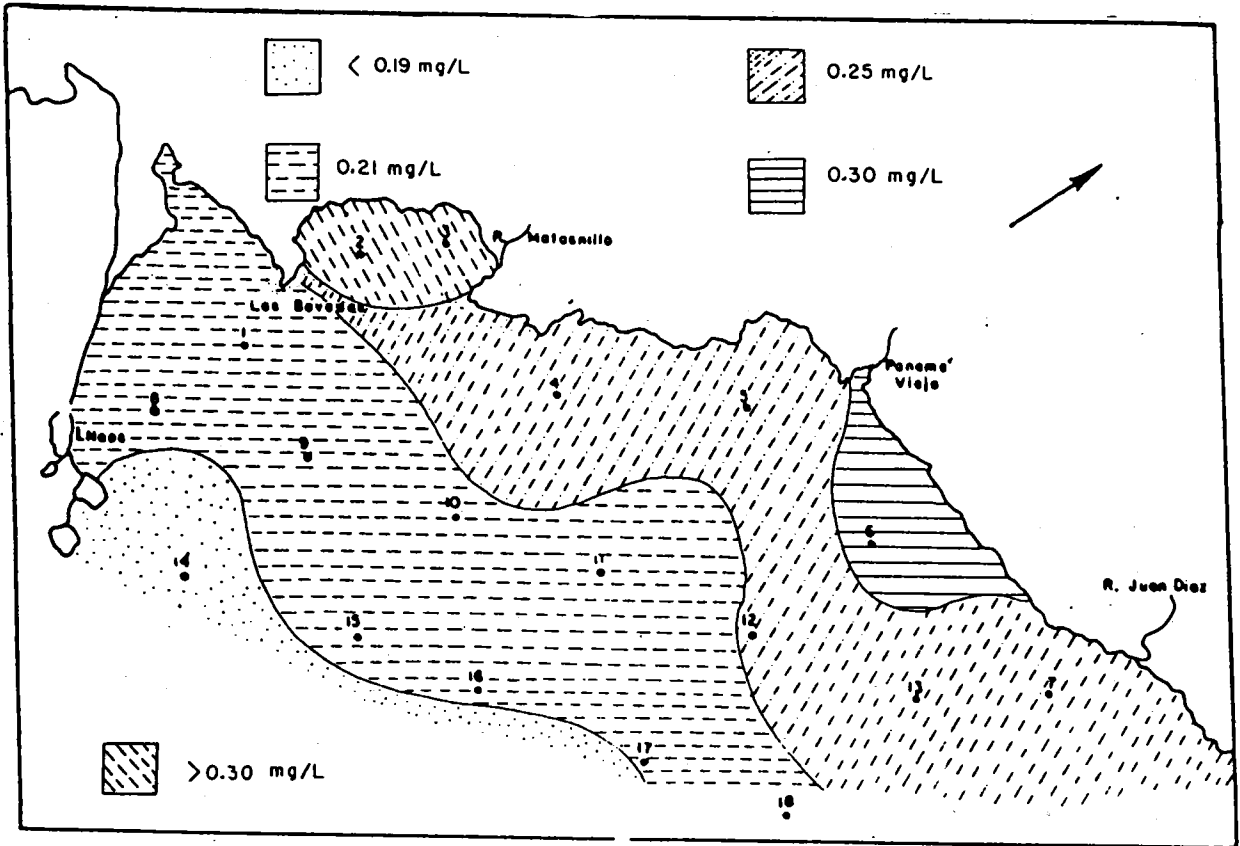 < 0.19 mg/L
0.25 mg/L
0.21 mg/L
0.30 mg/L
R. Matasnillo
2
3
Las Bovedas
1
4
5
Panamá
Viejo
8
I.Naos
9
10
6
11
14
R. Juan Diaz
15
12
16
13
7
17
> 0.30 mg/L
18